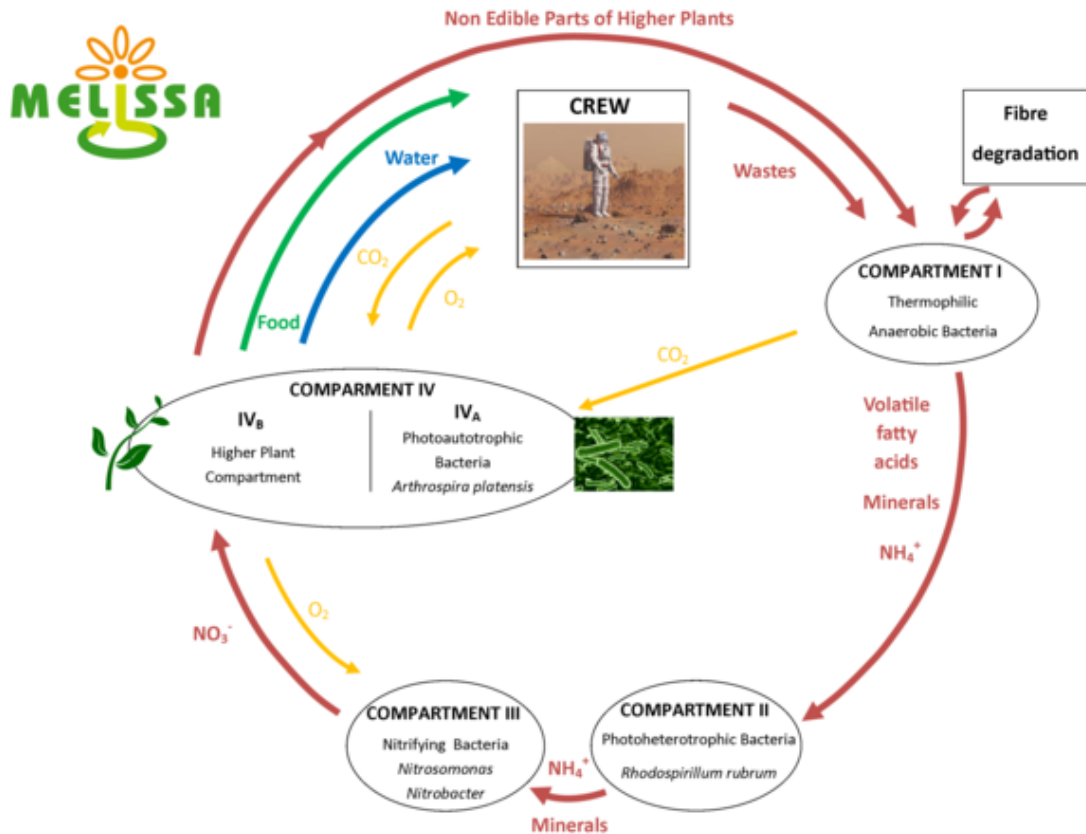 Non Edible Parts of Higher Plants
MELISSA
CREW
Fibre
degradation
Water
Wastes
CO₂
O₂
Food
COMPARTMENT I
Thermophilic
Anaerobic Bacteria
CO₂
COMPARMENT IV
IV_B
Higher Plant
Compartment
IV_A
Photoautotrophic
Bacteria
Arthrospira platensis
Volatile
fatty
acids
Minerals
NH₄⁺
O₂
NO₃⁻
COMPARTMENT III
Nitrifying Bacteria
Nitrosomonas
Nitrobacter
COMPARTMENT II
Photoheterotrophic Bacteria
Rhodospirillum rubrum
NH₄⁺
Minerals